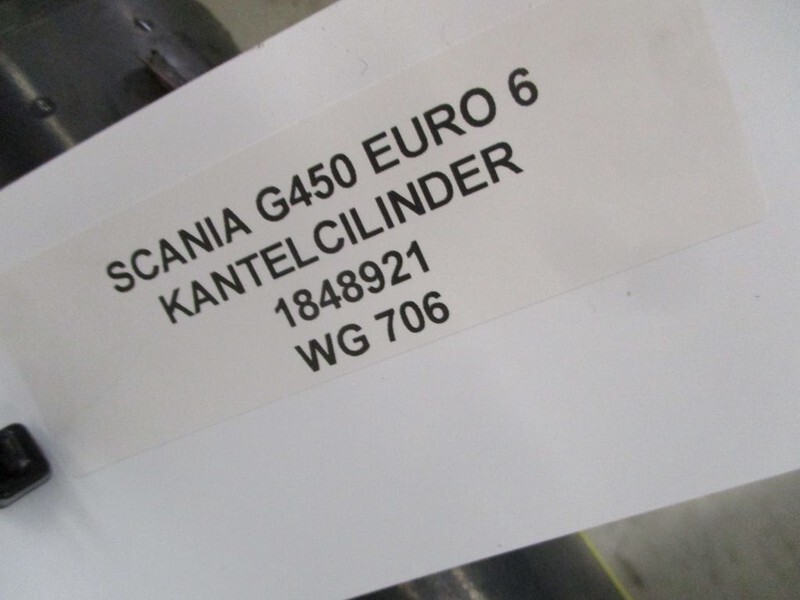 SCANIA G450 EURO 6
KANTELCILINDER
1848921
WG 706